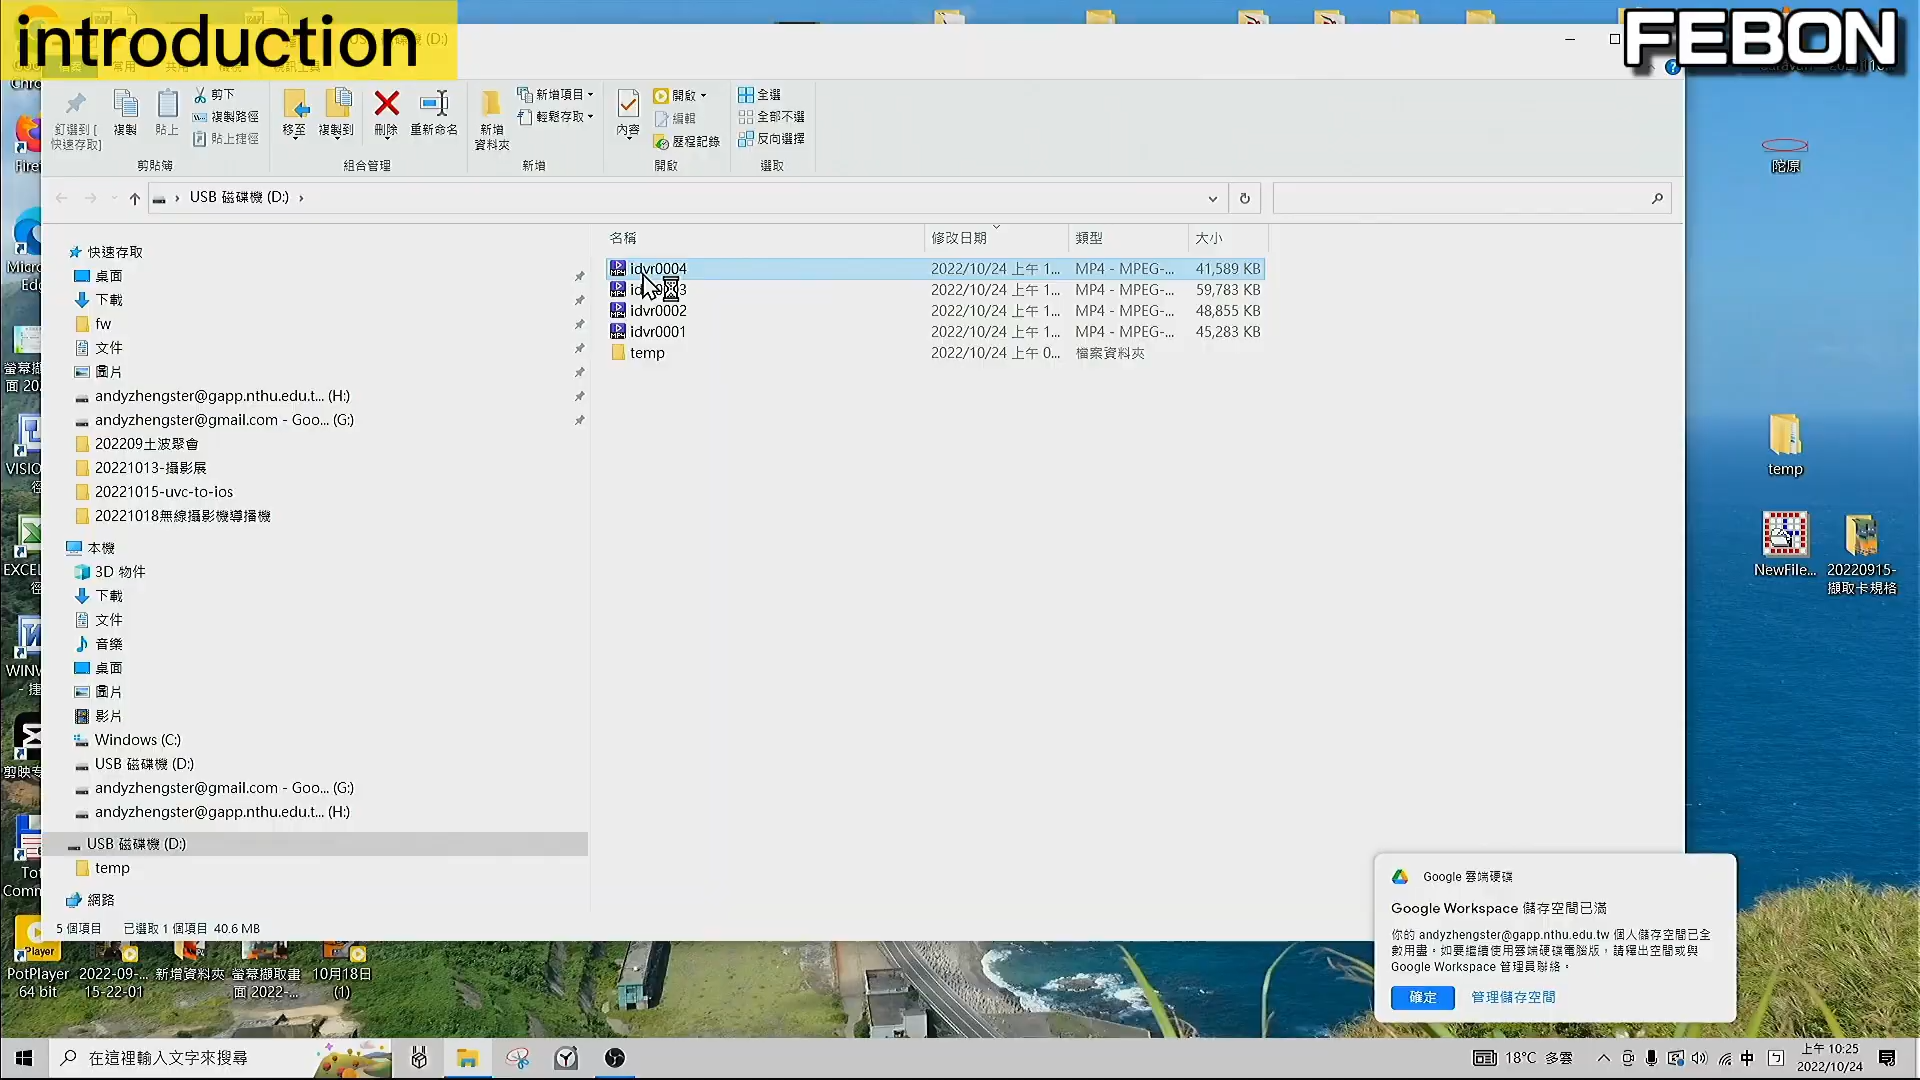 introduction
FEBON
剪下
複製路徑
貼上捷徑
釘選到 [
快速存取]
複製
貼上
移至
複製到
刪除
重新命名
新增
資料夾
新增項目
輕鬆存取
內容
開啟
編輯
歷程記錄
全選
全部不選
反向選擇
剪貼簿
組合管理
新增
開啟
選取
USB 磁碟機 (D:)
名稱
修改日期
類型
大小
idvr0004 2022/10/24 上午 1... MP4 - MPEG-... 41,589 KB
2022/10/24 上午 1... MP4 - MPEG-... 59,783 KB
idvr0002 2022/10/24 上午 1... MP4 - MPEG-... 48,855 KB
idvr0001 2022/10/24 上午 1... MP4 - MPEG-... 45,283 KB
temp 2022/10/24 上午 0... 檔案資料夾
快速存取
桌面
下載
fw
文件
圖片
andyzhengster@gapp.nthu.edu.t... (H:)
andyzhengster@gmail.com - Goo... (G:)
202209土波聚會
20221013-攝影展
20221015-uvc-to-ios
20221018無線攝影機導播機
本機
3D 物件
下載
文件
音樂
桌面
圖片
影片
Windows (C:)
USB 磁碟機 (D:)
andyzhengster@gmail.com - Goo... (G:)
andyzhengster@gapp.nthu.edu.t... (H:)
USB 磁碟機 (D:)
temp
網路
5 個項目 已選取 1 個項目 40.6 MB
陀原
temp
NewFile...
20220915-
擷取卡規格
Google 雲端硬碟
Google Workspace 儲存空間已滿
你的 andyzhengster@gapp.nthu.edu.tw 個人儲存空間已全
數用盡。如要繼續使用雲端硬碟電腦版，請釋出空間或與
Google Workspace 管理員聯絡。
確定
管理儲存空間
PotPlayer
64 bit
2022-09-...
15-22-01
新增資料夾
螢幕擷取畫
面 2022-...
10月18日
(1)
在這裡輸入文字來搜尋
18°C 多雲
中
上午 10:25
2022/10/24